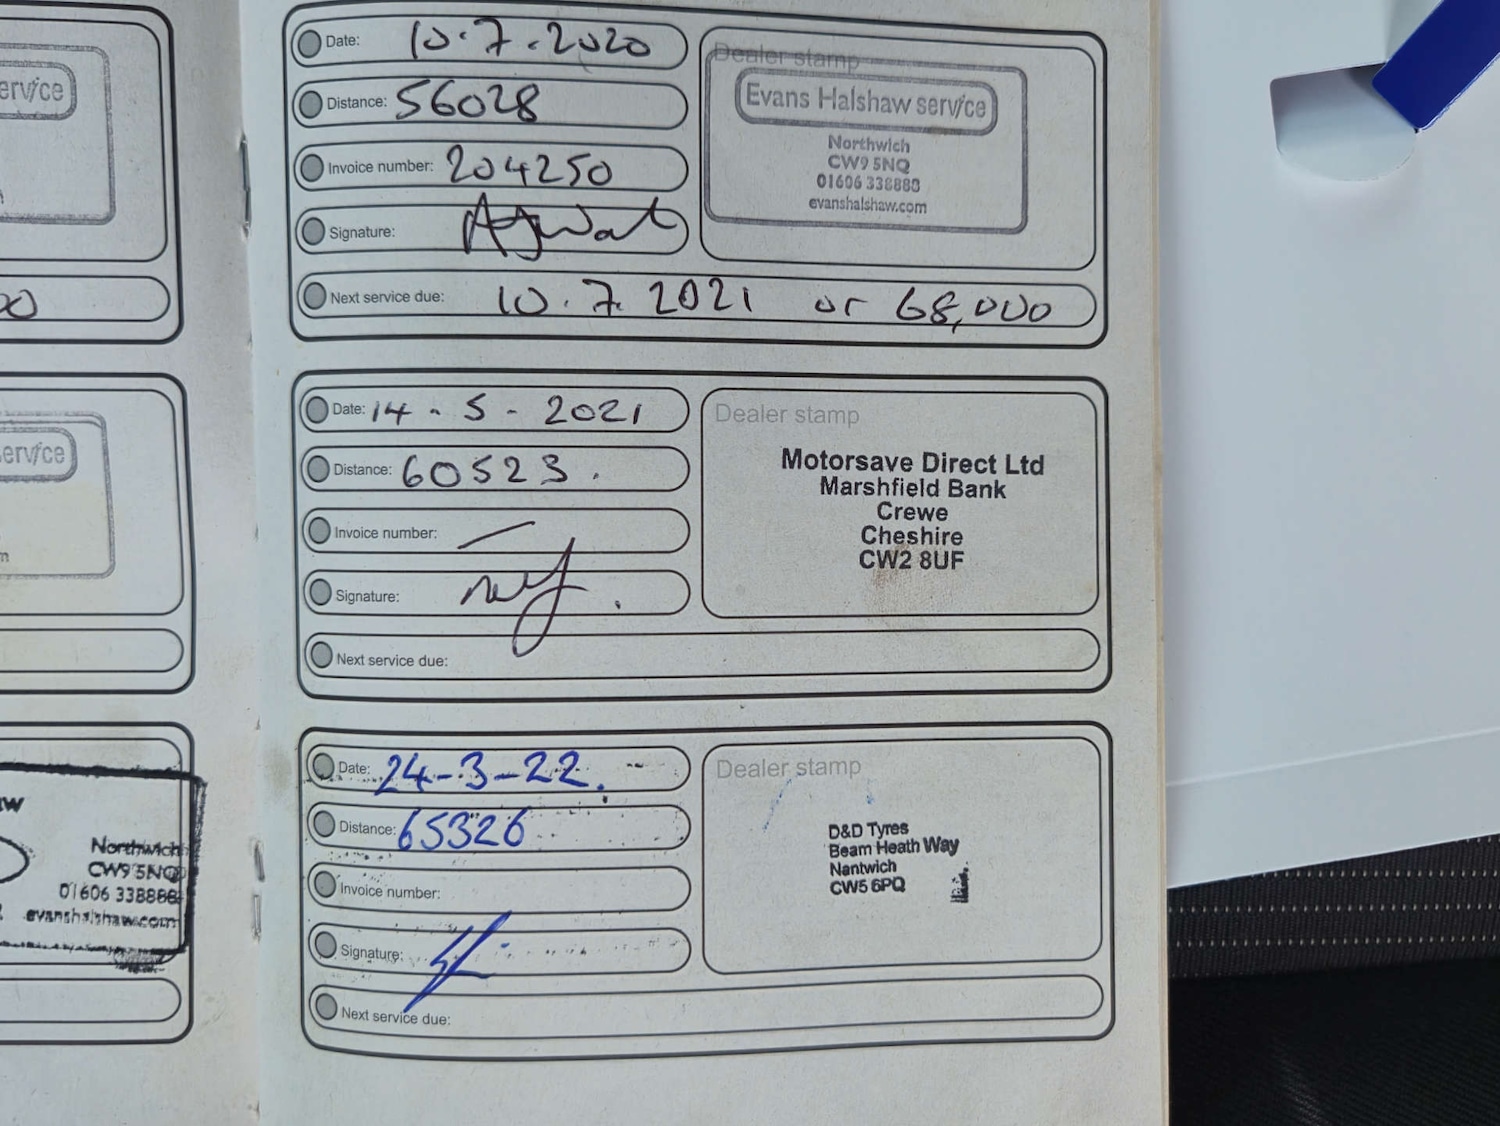 ervice
00
ervice
m
aw
Northwich
CW9 5NQ
01606 338888
evanshalshaw.com
Date: 10.7.2020
Distance: 56028
Invoice number: 204250
Signature:
Next service due: 10.7.2021 or 68,000
Dealer stamp
Evans Halshaw service
Northwich
CW9 5NQ
01606 338888
evanshalshaw.com
Date: 14-5-2021
Distance: 60523.
Invoice number: —
Signature:
Next service due:
Dealer stamp
Motorsave Direct Ltd
Marshfield Bank
Crewe
Cheshire
CW2 8UF
Date: 24-3-22.
Distance: 65326
Invoice number:
Signature:
Next service due:
Dealer stamp
D&D Tyres
Beam Heath Way
Nantwich
CW5 6PQ